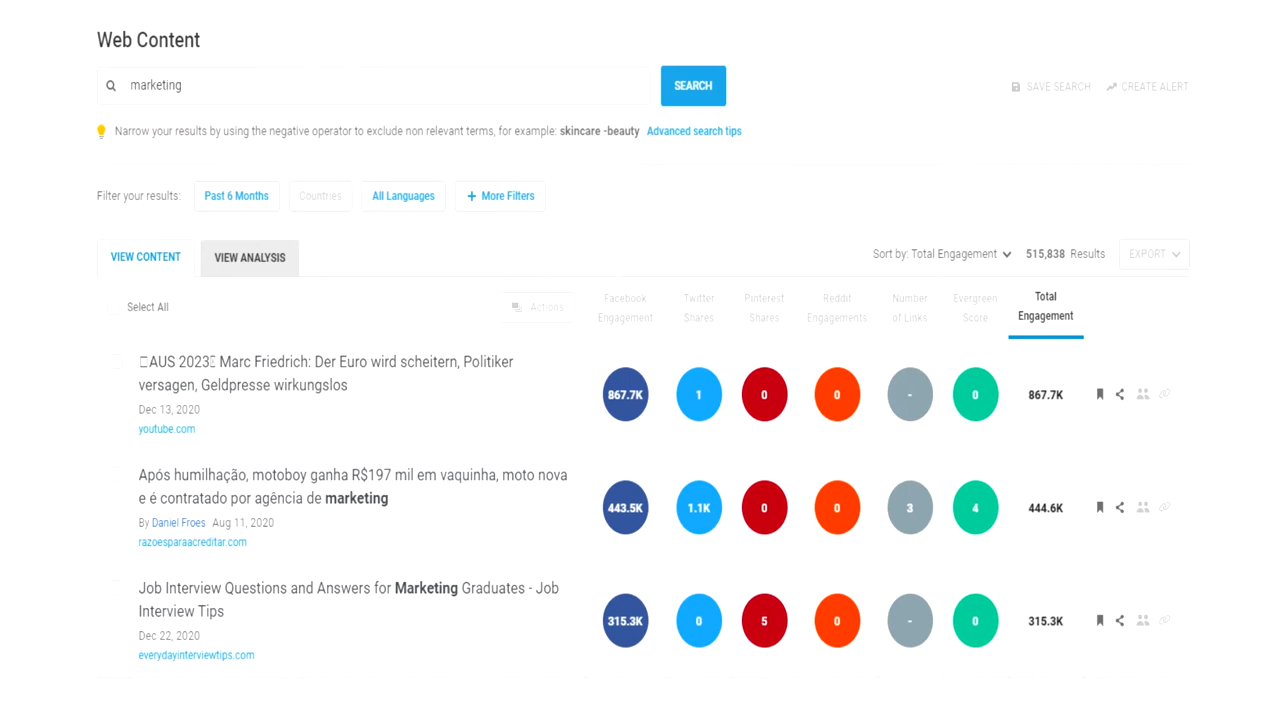 Web Content
marketing
SEARCH
SAVE SEARCH
CREATE ALERT
Narrow your results by using the negative operator to exclude non relevant terms, for example: skincare -beauty Advanced search tips
Filter your results: Past 6 Months Countries All Languages + More Filters
VIEW CONTENT VIEW ANALYSIS
Sort by: Total Engagement 515,838 Results EXPORT
Select All Actions
Facebook Engagement
Twitter Shares
Pinterest Shares
Reddit Engagements
Number of Links
Evergreen Score
Total Engagement
AUS 2023 Marc Friedrich: Der Euro wird scheitern, Politiker
versagen, Geldpresse wirkungslos
Dec 13, 2020
youtube.com
867.7K 1 0 0 - 0 867.7K
Após humilhação, motoboy ganha R$197 mil em vaquinha, moto nova
e é contratado por agência de marketing
By Daniel Froes Aug 11, 2020
razoesparaacreditar.com
443.5K 1.1K 0 0 3 4 444.6K
Job Interview Questions and Answers for Marketing Graduates - Job
Interview Tips
Dec 22, 2020
everydayinterviewtips.com
315.3K 0 5 0 - 0 315.3K